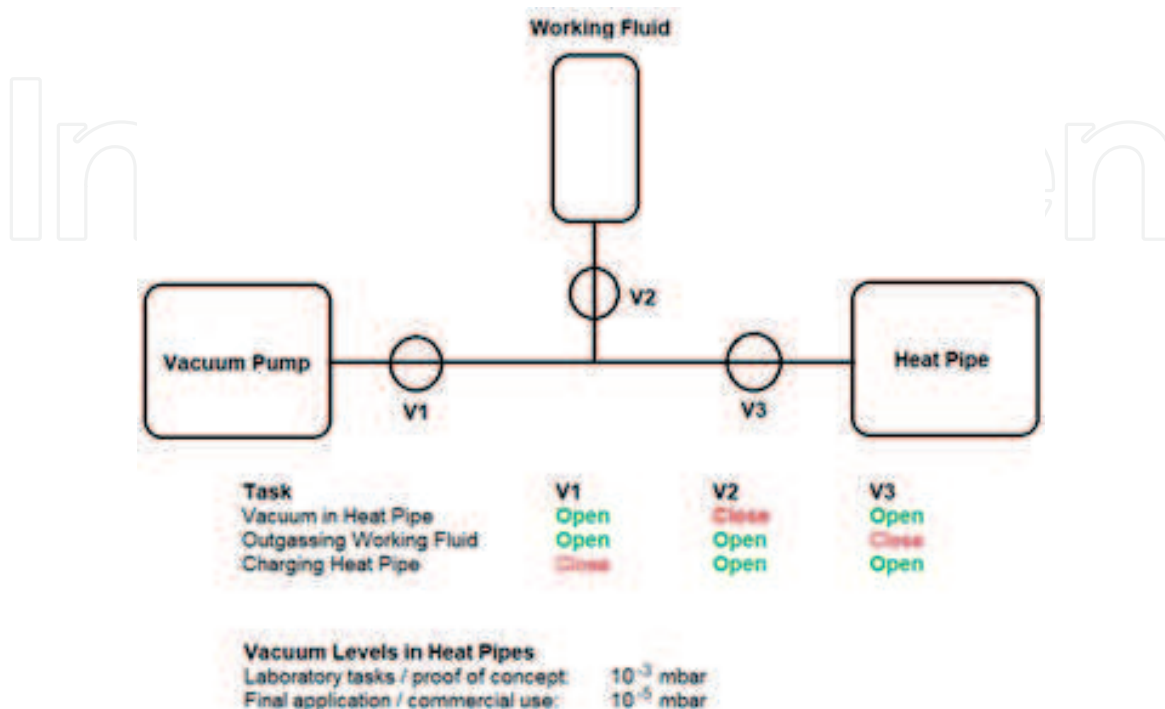 Working Fluid
V2
Vacuum Pump
Heat Pipe
V1
V3
Task V1 V2 V3
Vacuum in Heat Pipe Open Close Open
Outgassing Working Fluid Open Open Close
Charging Heat Pipe Close Open Open
Vacuum Levels in Heat Pipes
Laboratory tasks / proof of concept: 10⁻³ mbar
Final application / commercial use: 10⁻⁵ mbar